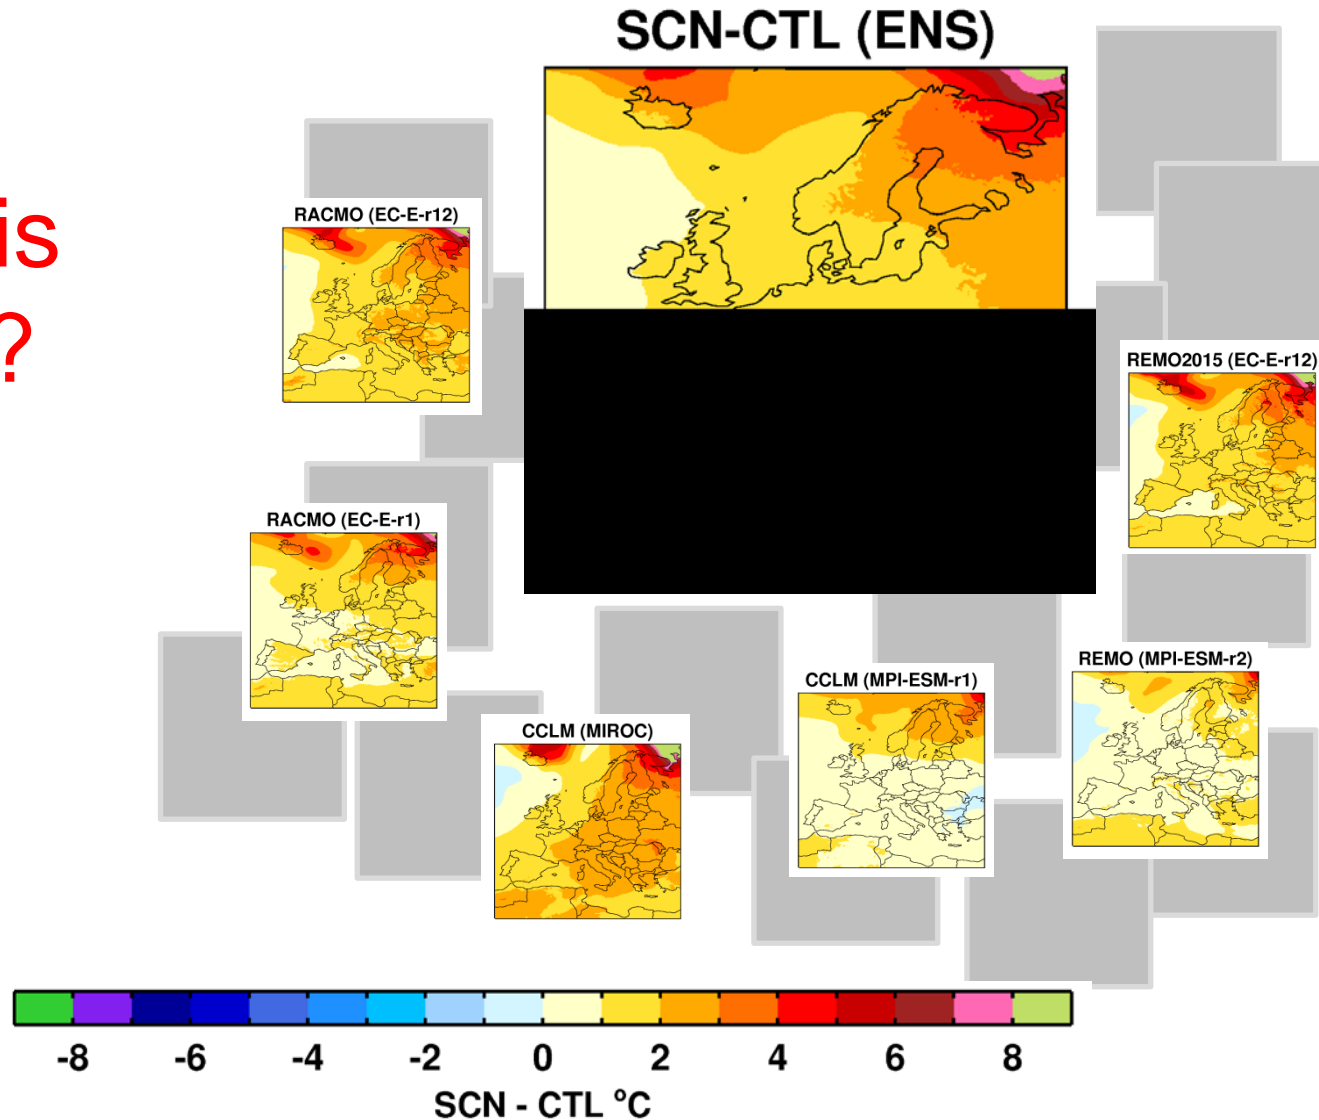 SCN-CTL (ENS)
is
?
RACMO (EC-E-r12)
REMO2015 (EC-E-r12)
RACMO (EC-E-r1)
REMO (MPI-ESM-r2)
CCLM (MPI-ESM-r1)
CCLM (MIROC)
-8 -6 -4 -2 0 2 4 6 8
SCN - CTL °C